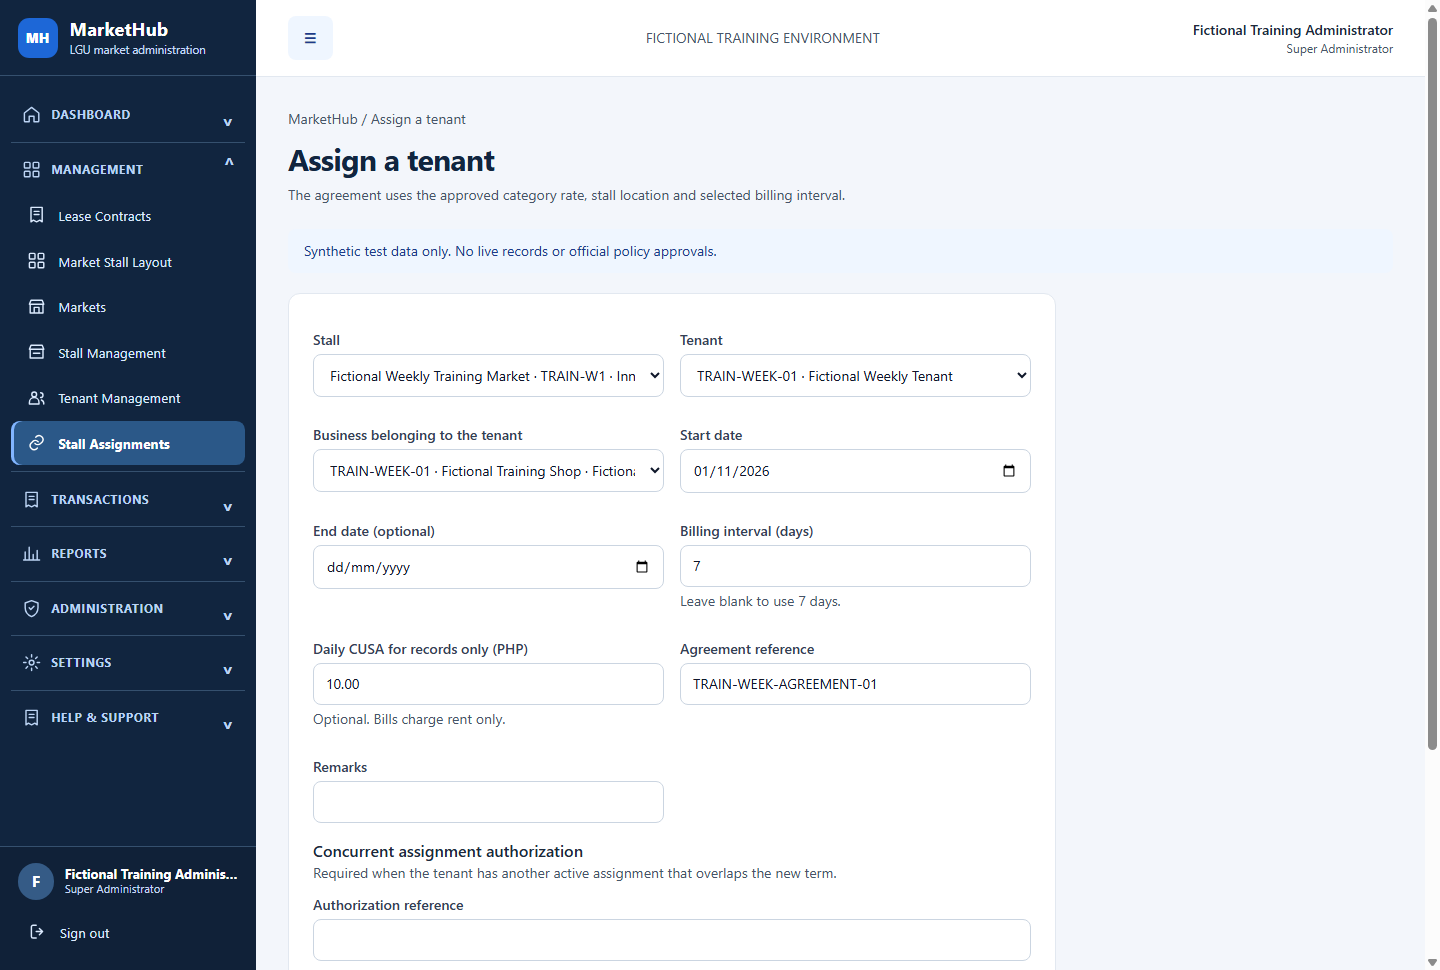 MH
MarketHub
LGU market administration
DASHBOARD
MANAGEMENT
Lease Contracts
Market Stall Layout
Markets
Stall Management
Tenant Management
Stall Assignments
TRANSACTIONS
REPORTS
ADMINISTRATION
SETTINGS
HELP & SUPPORT
F
Fictional Training Adminis...
Super Administrator
Sign out
FICTIONAL TRAINING ENVIRONMENT
Fictional Training Administrator
Super Administrator
MarketHub / Assign a tenant
Assign a tenant
The agreement uses the approved category rate, stall location and selected billing interval.
Synthetic test data only. No live records or official policy approvals.
Stall
Fictional Weekly Training Market · TRAIN-W1 · Inn
Tenant
TRAIN-WEEK-01 · Fictional Weekly Tenant
Business belonging to the tenant
TRAIN-WEEK-01 · Fictional Training Shop · Fiction
Start date
01/11/2026
End date (optional)
dd/mm/yyyy
Billing interval (days)
7
Leave blank to use 7 days.
Daily CUSA for records only (PHP)
10.00
Optional. Bills charge rent only.
Agreement reference
TRAIN-WEEK-AGREEMENT-01
Remarks
Concurrent assignment authorization
Required when the tenant has another active assignment that overlaps the new term.
Authorization reference